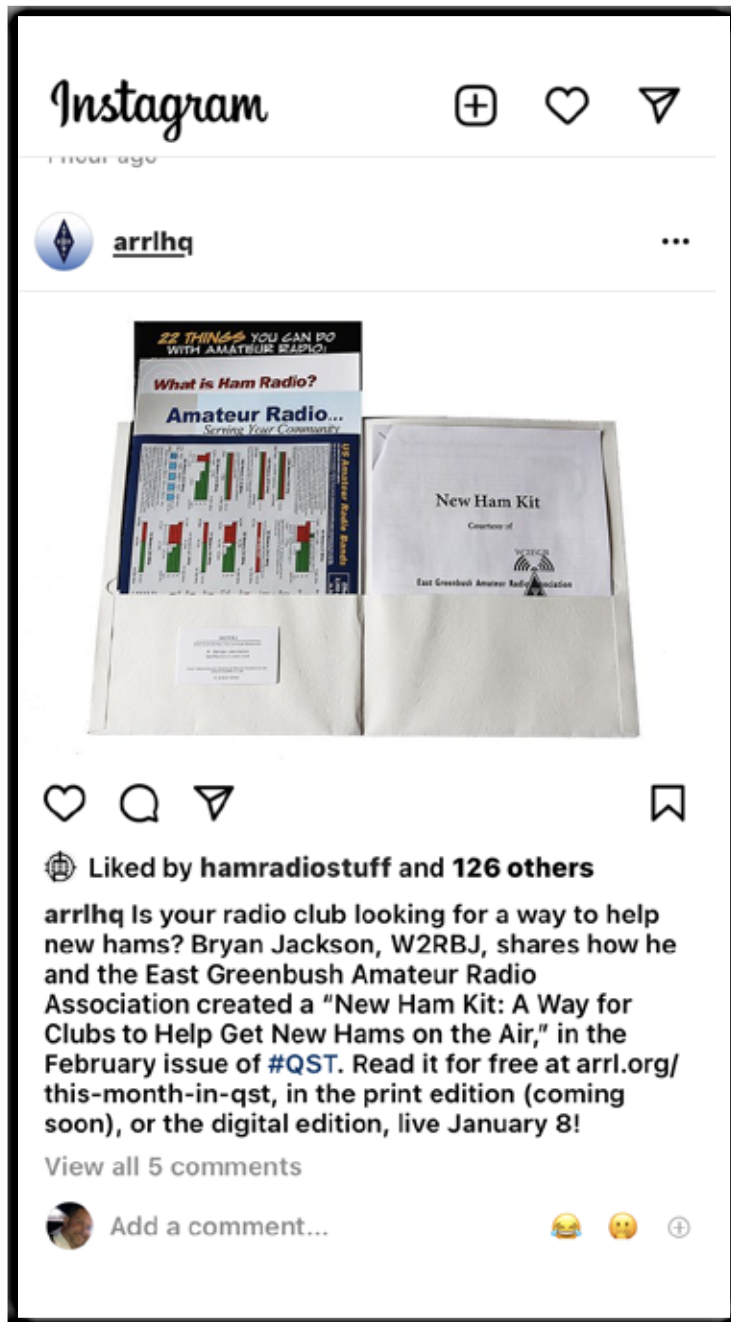 Instagram
1 hour ago
arrlhq
22 THINGS YOU CAN DO
WITH AMATEUR RADIO!
What is Ham Radio?
Amateur Radio...
Serving Your Community
US Amateur Radio Bands
New Ham Kit
Courtesy of
W2EGB
East Greenbush Amateur Radio Association
Liked by hamradiostuff and 126 others
arrlhq Is your radio club looking for a way to help
new hams? Bryan Jackson, W2RBJ, shares how he
and the East Greenbush Amateur Radio
Association created a “New Ham Kit: A Way for
Clubs to Help Get New Hams on the Air,” in the
February issue of #QST. Read it for free at arrl.org/
this-month-in-qst, in the print edition (coming
soon), or the digital edition, live January 8!
View all 5 comments
Add a comment...